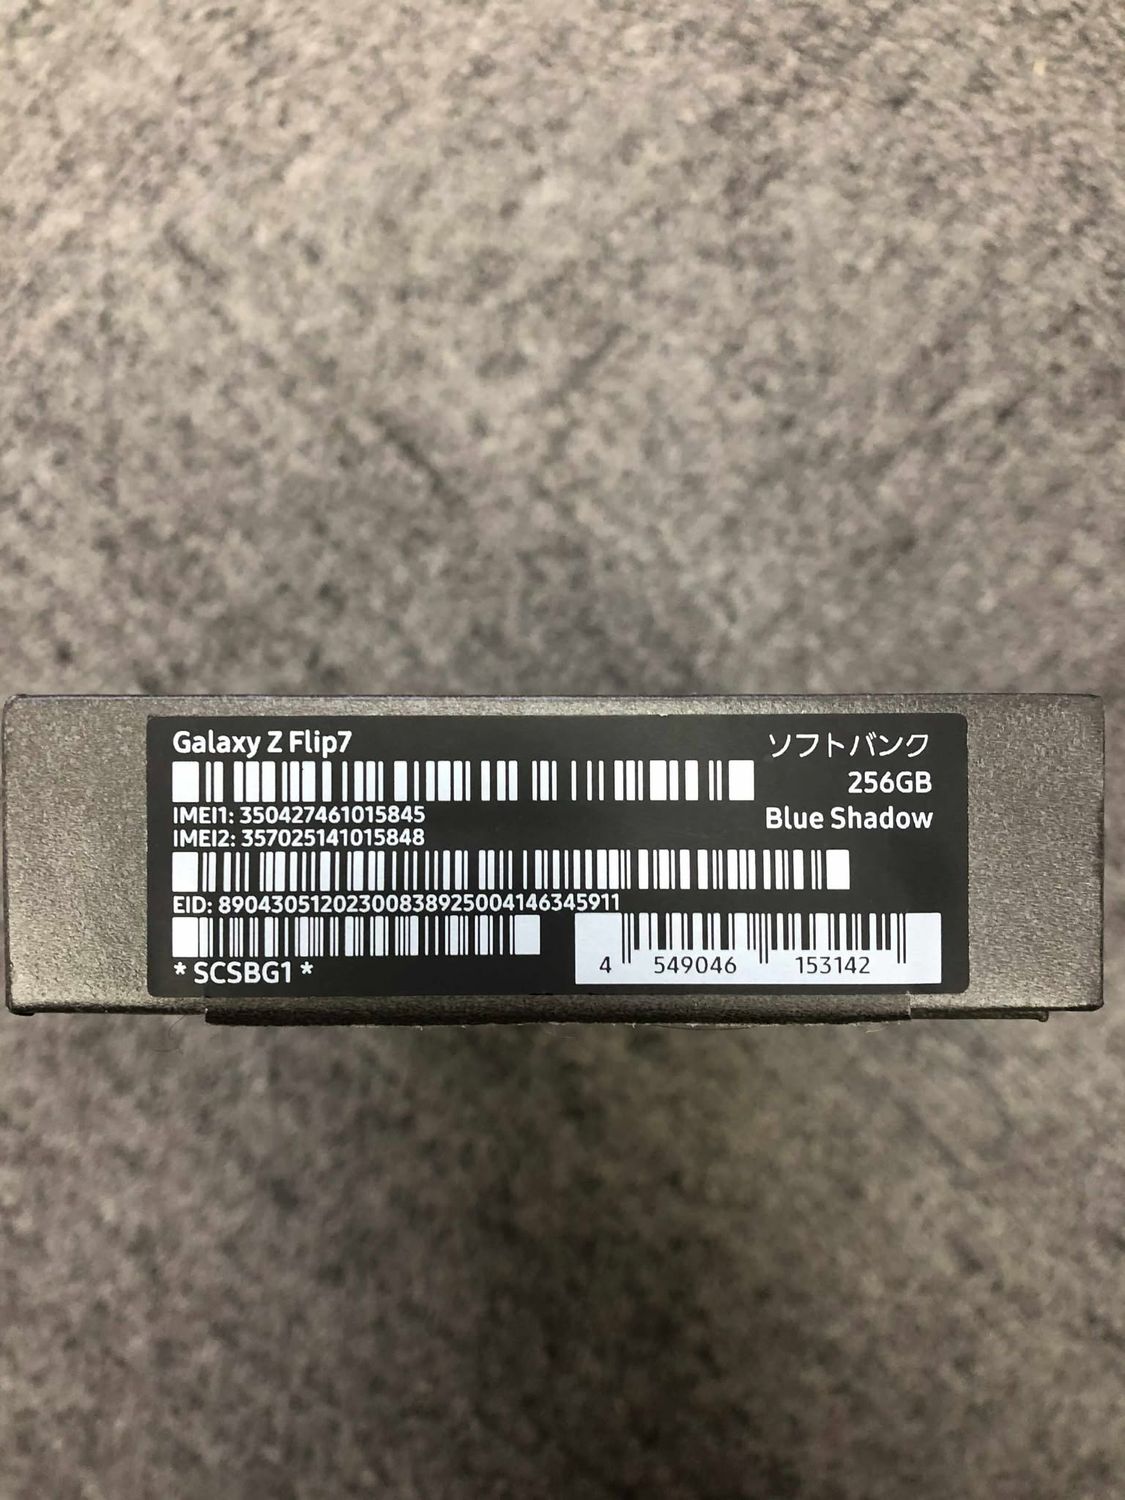 Galaxy Z Flip7
ソフトバンク
256GB
Blue Shadow
IMEI1: 350427461015845
IMEI2: 357025141015848
EID: 89043051202300838925004146345911
* SCSBG1 *
4 549046 153142